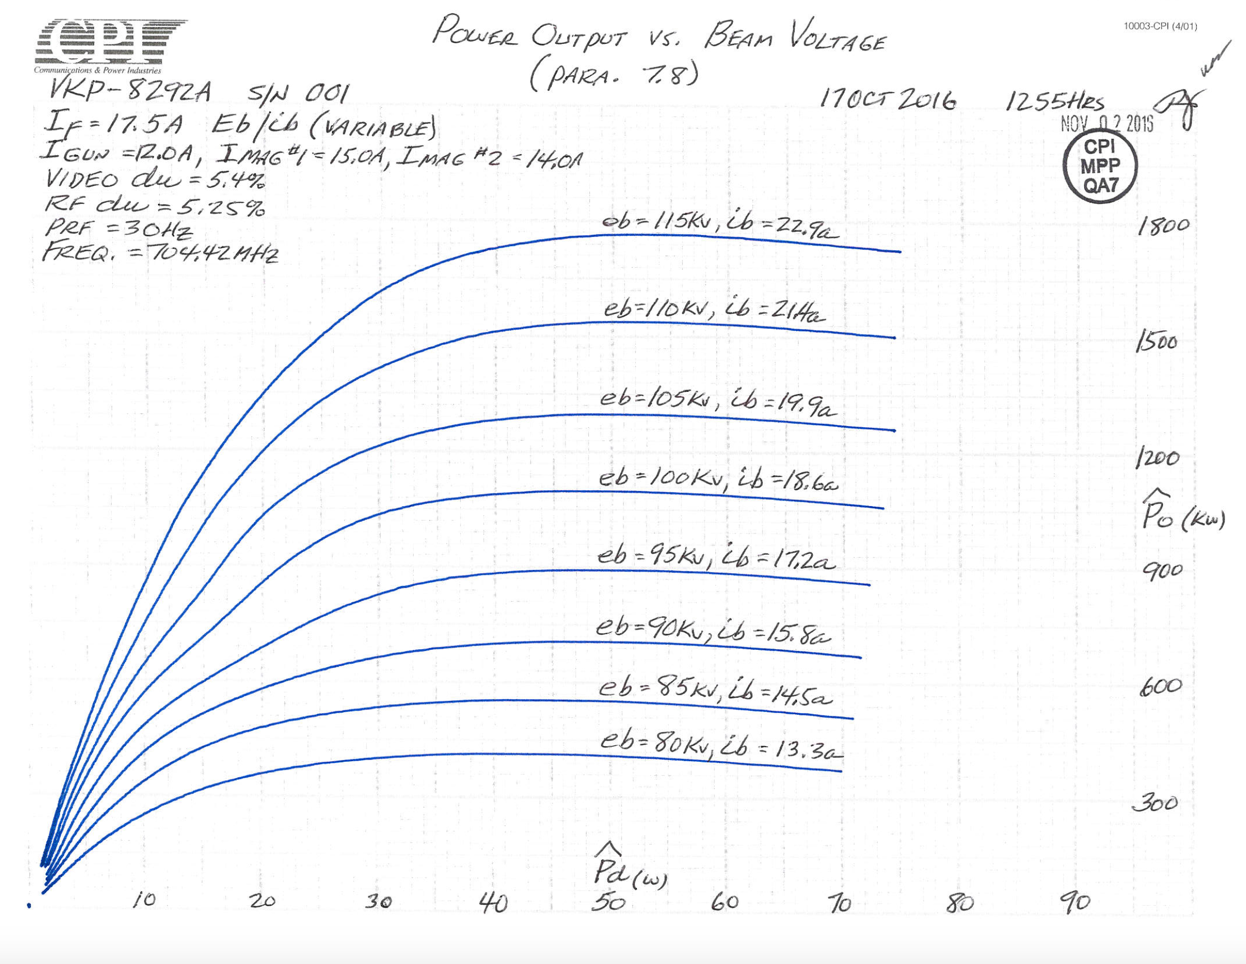 CPI
Communications & Power Industries
10003-CPI (4/01)
POWER OUTPUT VS. BEAM VOLTAGE
(PARA. 7.8)
VKP-8292A S/N 001
17 OCT 2016 1255HRS
NOV 02 2015
CPI
MPP
QA7
IF = 17.5A Eb/ib (VARIABLE)
IGUN = 12.0A, IMAG #1 = 15.0A, IMAG #2 = 14.0A
VIDEO du = 5.4%
RF du = 5.25%
PRF = 30HZ
FREQ. = 704.42MHZ
eb = 115KV, ib = 22.9a
1800
eb = 110KV, ib = 21.4a
1500
eb = 105KV, ib = 19.9a
1200
eb = 100KV, ib = 18.6a
P̂o (KW)
eb = 95KV, ib = 17.2a
900
eb = 90KV, ib = 15.8a
600
eb = 85KV, ib = 14.5a
eb = 80KV, ib = 13.3a
300
P̂d (W)
10 20 30 40 50 60 70 80 90